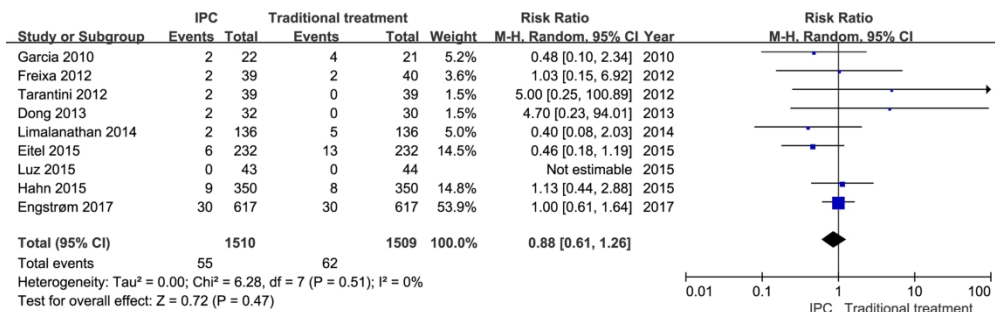 IPC Traditional treatment Risk Ratio Risk Ratio
Study or Subgroup Events Total Events Total Weight M-H, Random, 95% CI Year M-H, Random, 95% CI
Garcia 2010 2 22 4 21 5.2% 0.48 [0.10, 2.34] 2010
Freixa 2012 2 39 2 40 3.6% 1.03 [0.15, 6.92] 2012
Tarantini 2012 2 39 0 39 1.5% 5.00 [0.25, 100.89] 2012
Dong 2013 2 32 0 30 1.5% 4.70 [0.23, 94.01] 2013
Limalanathan 2014 2 136 5 136 5.0% 0.40 [0.08, 2.03] 2014
Eitel 2015 6 232 13 232 14.5% 0.46 [0.18, 1.19] 2015
Luz 2015 0 43 0 44 Not estimable 2015
Hahn 2015 9 350 8 350 14.8% 1.13 [0.44, 2.88] 2015
Engstrøm 2017 30 617 30 617 53.9% 1.00 [0.61, 1.64] 2017
Total (95% CI) 1510 1509 100.0% 0.88 [0.61, 1.26]
Total events 55 62
Heterogeneity: Tau² = 0.00; Chi² = 6.28, df = 7 (P = 0.51); I² = 0%
Test for overall effect: Z = 0.72 (P = 0.47)
0.01 0.1 1 10 100
IPC Traditional treatment